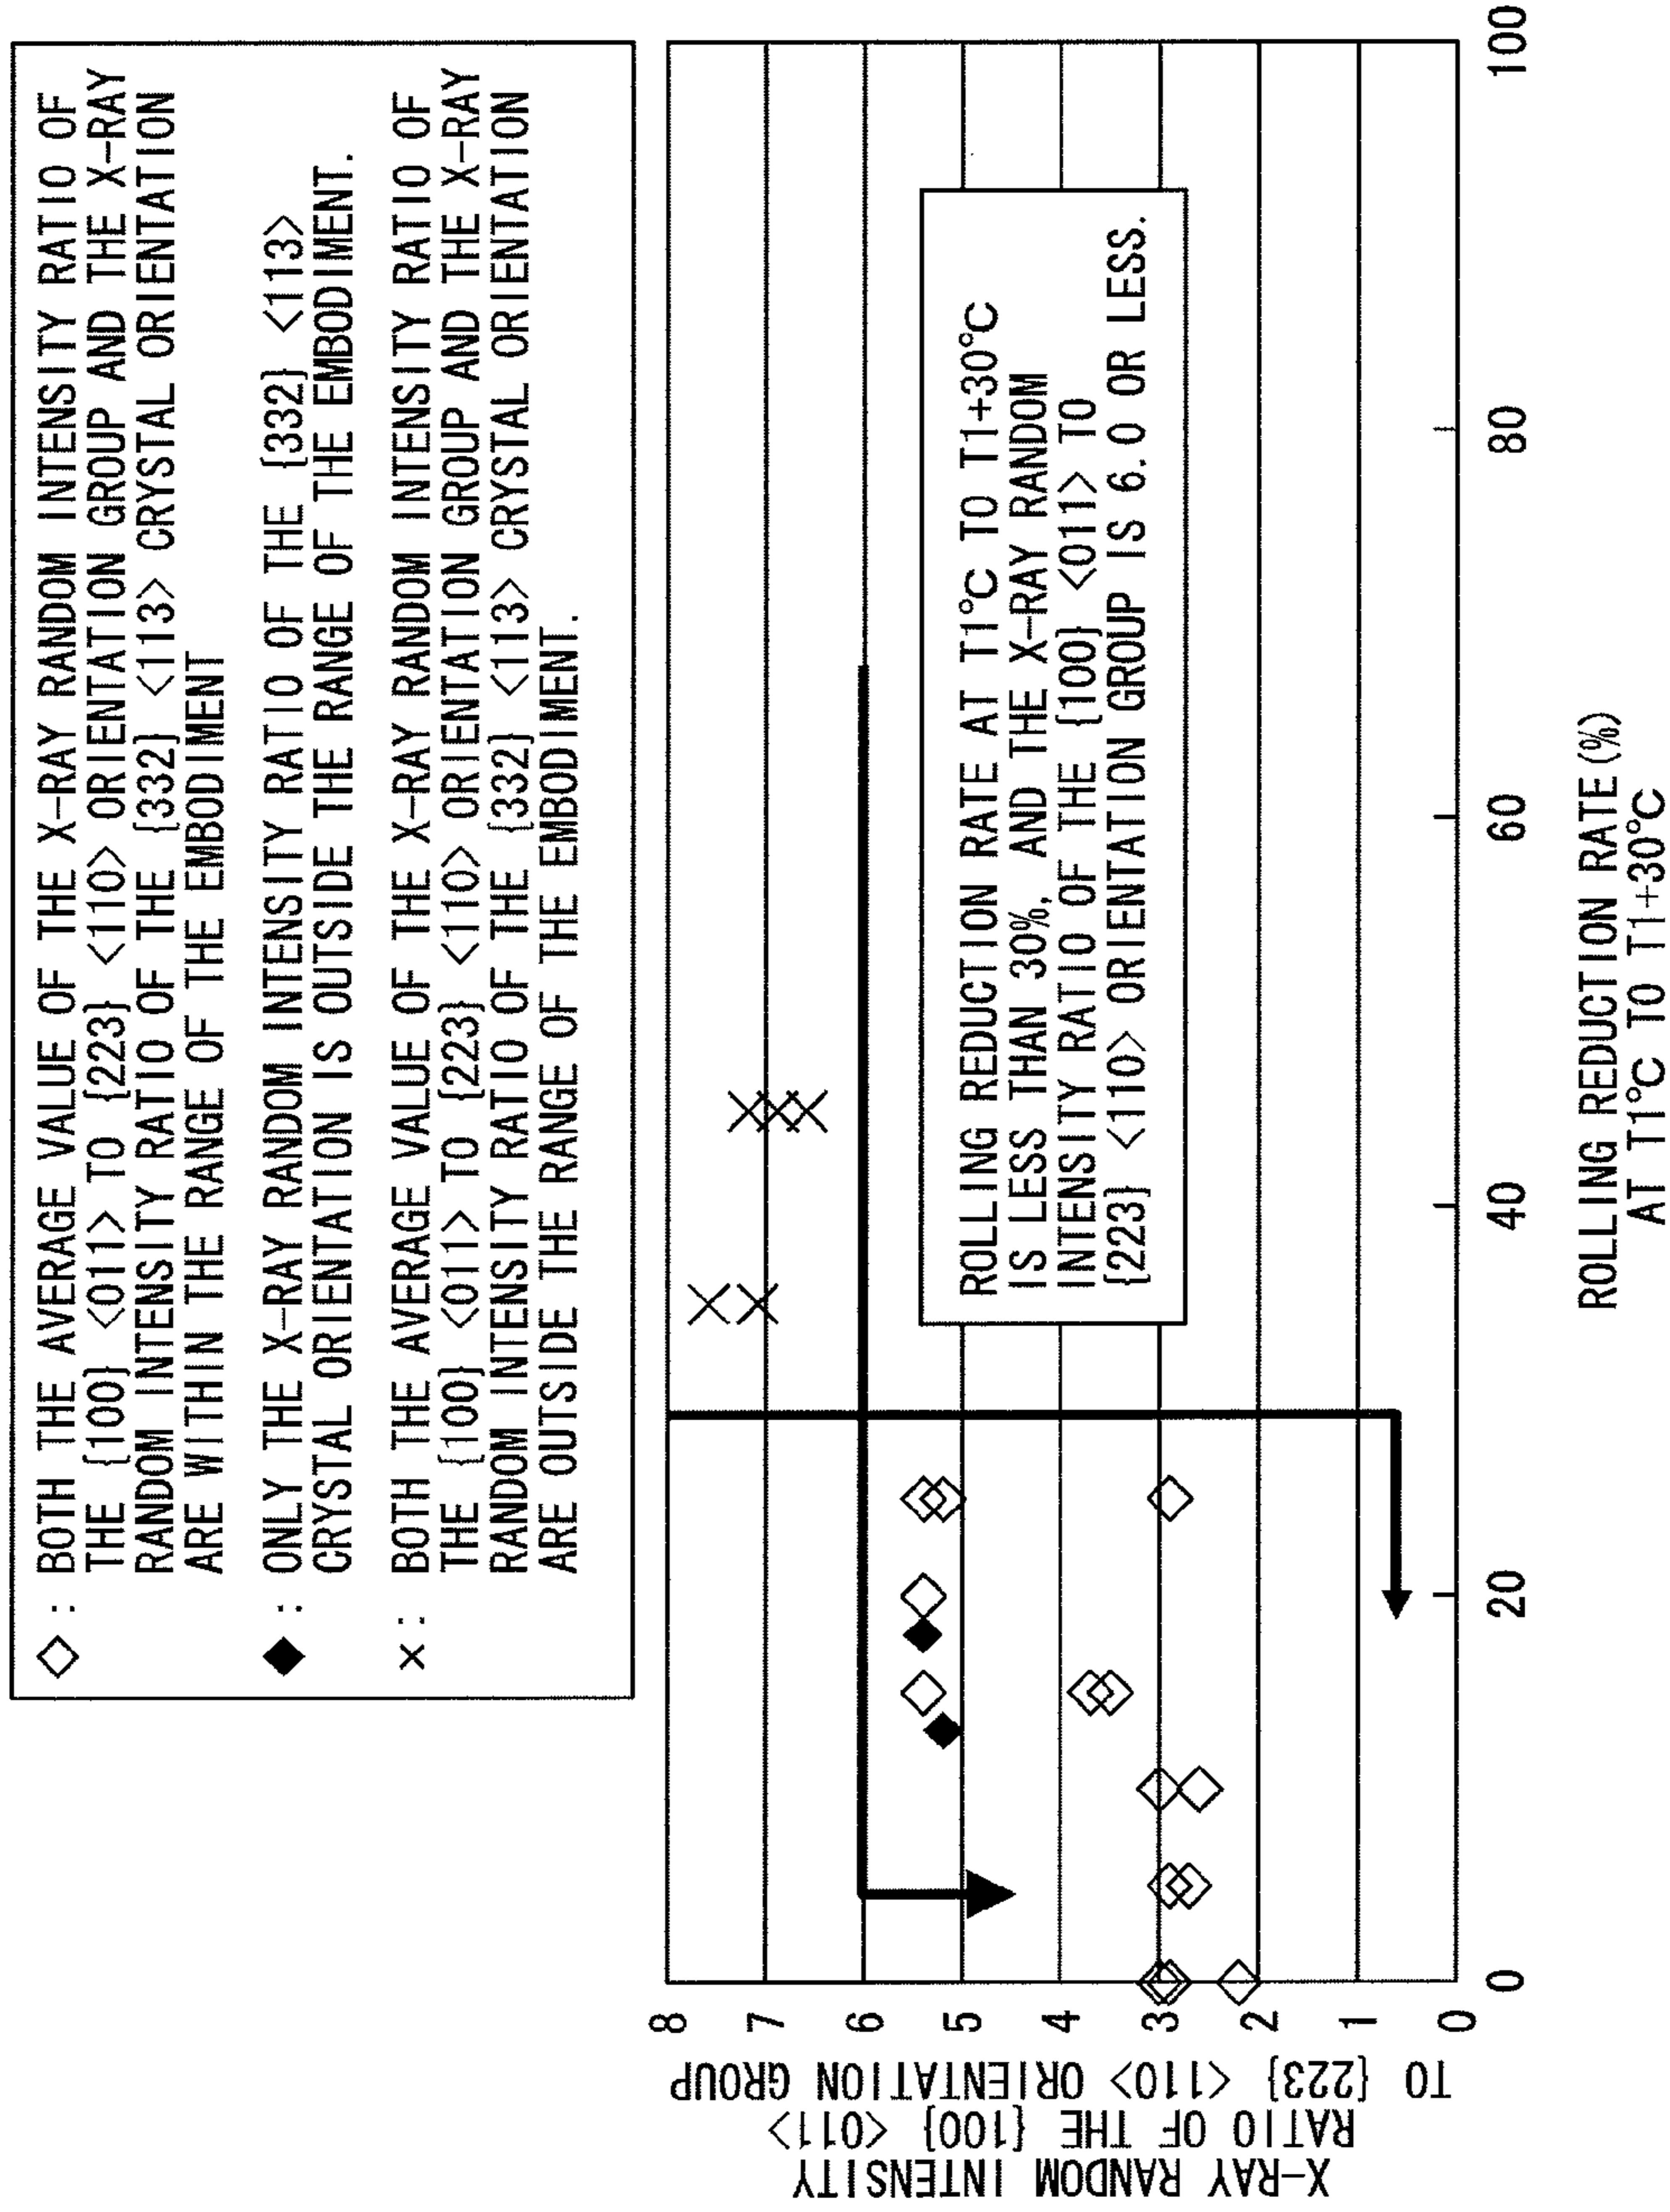 ◇ : BOTH THE AVERAGE VALUE OF THE X-RAY RANDOM INTENSITY RATIO OF
THE {100} <011> TO {223} <110> ORIENTATION GROUP AND THE X-RAY
RANDOM INTENSITY RATIO OF THE {332} <113> CRYSTAL ORIENTATION
ARE WITHIN THE RANGE OF THE EMBODIMENT
◆ : ONLY THE X-RAY RANDOM INTENSITY RATIO OF THE {332} <113>
CRYSTAL ORIENTATION IS OUTSIDE THE RANGE OF THE EMBODIMENT.
×: BOTH THE AVERAGE VALUE OF THE X-RAY RANDOM INTENSITY RATIO OF
THE {100} <011> TO {223} <110> ORIENTATION GROUP AND THE X-RAY
RANDOM INTENSITY RATIO OF THE {332} <113> CRYSTAL ORIENTATION
ARE OUTSIDE THE RANGE OF THE EMBODIMENT.
X-RAY RANDOM INTENSITY
RATIO OF THE {100} <011>
TO {223} <110> ORIENTATION GROUP
8
7
6
5
4
3
2
1
0
ROLLING REDUCTION RATE AT T1°C TO T1+30°C
IS LESS THAN 30%, AND THE X-RAY RANDOM
INTENSITY RATIO OF THE {100} <011> TO
{223} <110> ORIENTATION GROUP IS 6.0 OR LESS.
0 20 40 60 80 100
ROLLING REDUCTION RATE (%)
AT T1°C TO T1+30°C